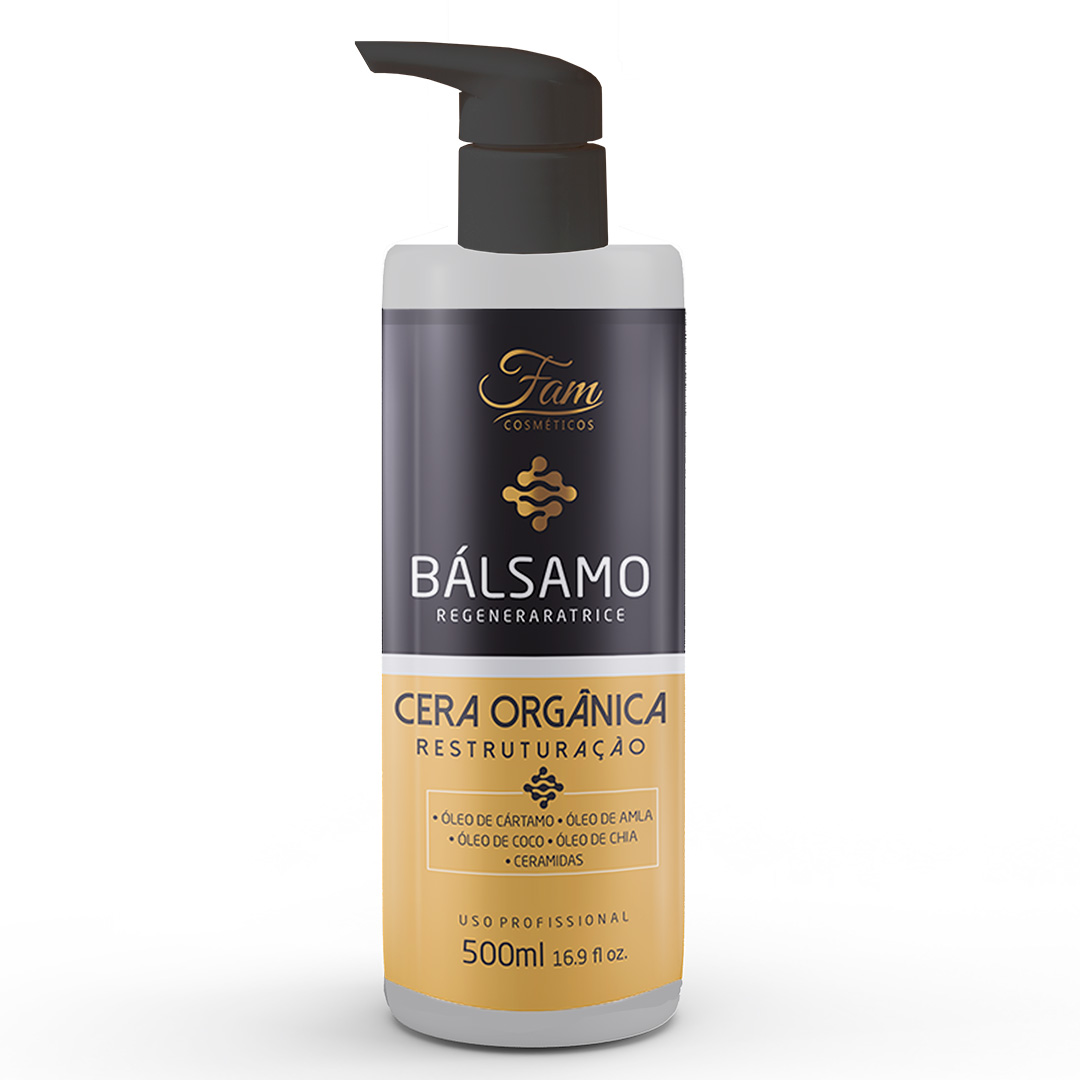 Fam
COSMÉTICOS
BÁLSAMO
REGENERARATRICE
CERA ORGÂNICA
RESTRUTURAÇÃO
• ÓLEO DE CÁRTAMO • ÓLEO DE AMLA
• ÓLEO DE COCO • ÓLEO DE CHIA
• CERAMIDAS
USO PROFISSIONAL
500ml 16.9 fl oz.